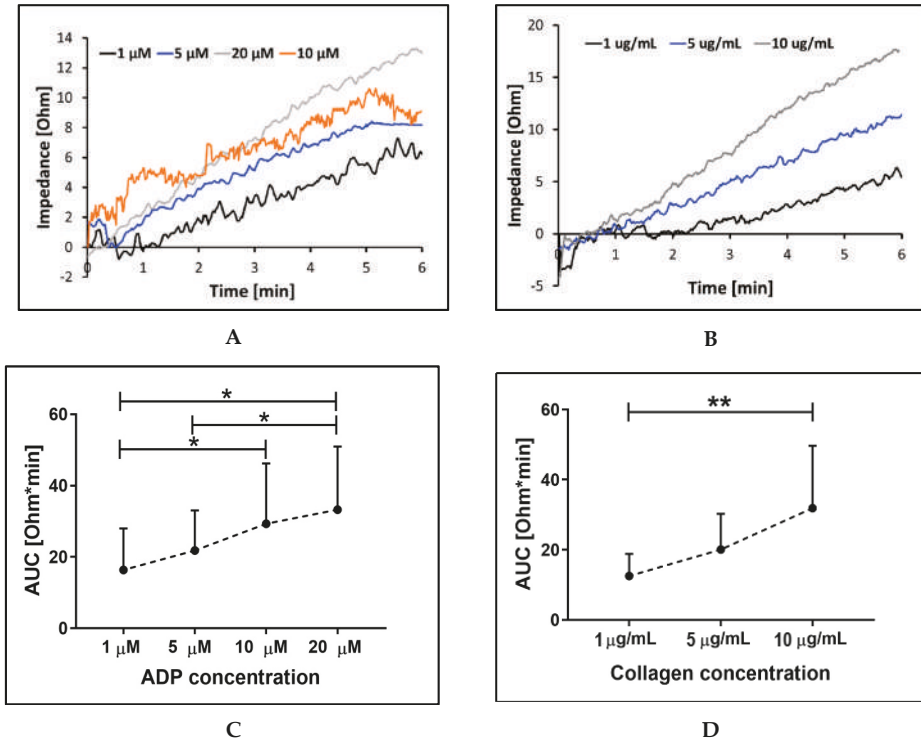 14
12
10
8
6
4
2
0
-2
Impedance [Ohm]
1 µM 5 µM 20 µM 10 µM
0 1 2 3 4 5 6
Time [min]
A
20
15
10
5
0
-5
Impedance [Ohm]
1 ug/mL 5 ug/mL 10 ug/mL
0 1 2 3 4 5 6
Time [min]
B
60
40
20
0
AUC [Ohm*min]
*
*
*
1 µM 5 µM 10 µM 20 µM
ADP concentration
C
60
40
20
0
AUC [Ohm*min]
**
1 µg/mL 5 µg/mL 10 µg/mL
Collagen concentration
D